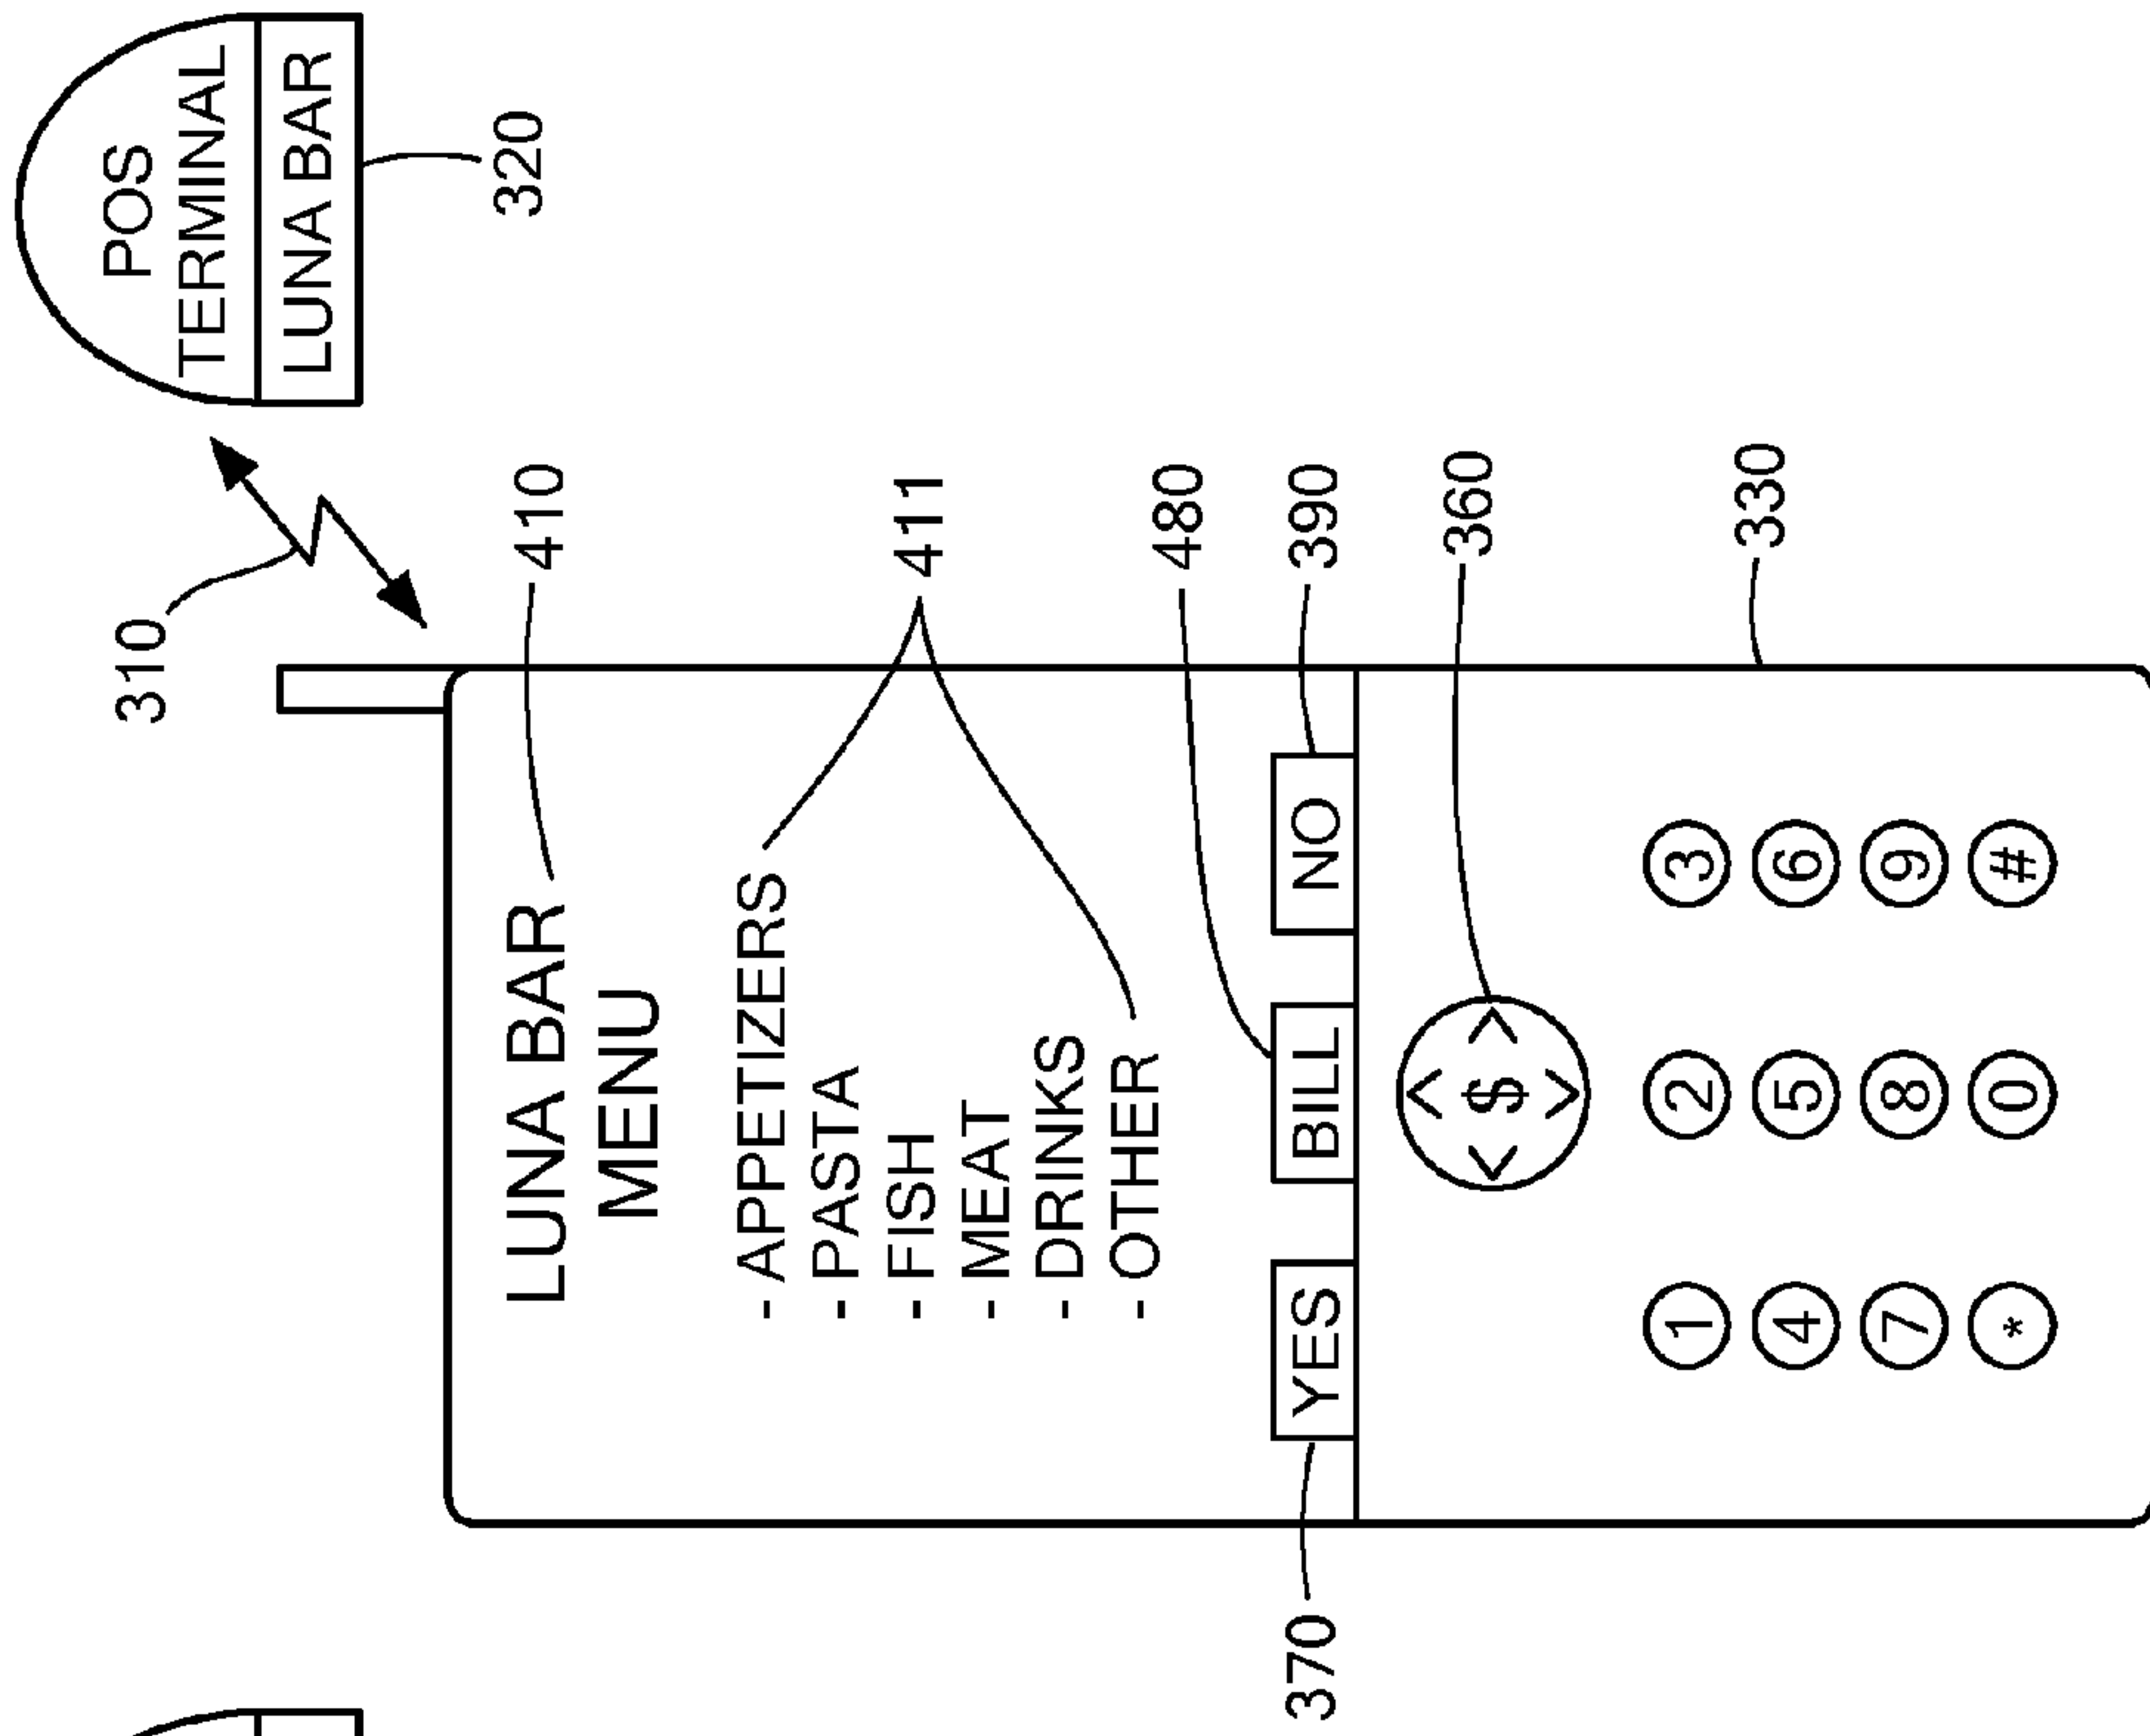 POS
TERMINAL
LUNA BAR
320
310
410
LUNA BAR
MENU
411
- APPETIZERS
- PASTA
- FISH
- MEAT
- DRINKS
- OTHER
480
390
370
YES BILL NO
360
$
330
1 2 3
4 5 6
7 8 9
* 0 #